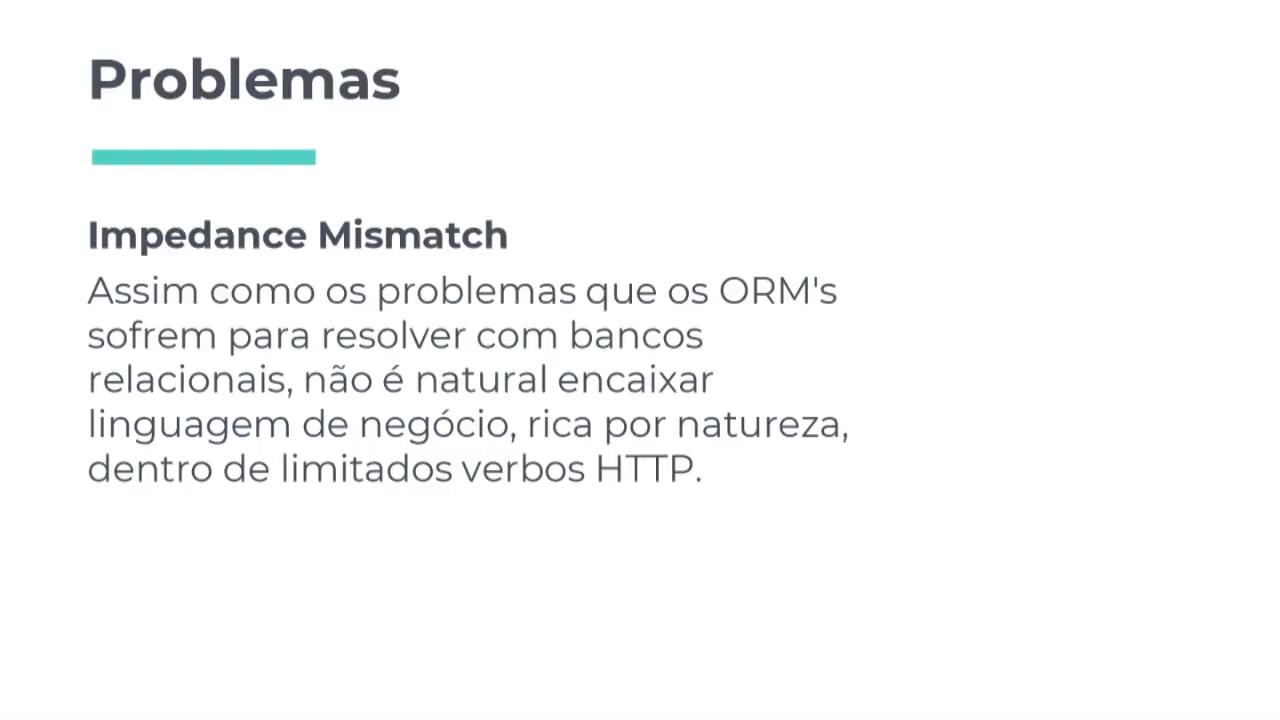 Problemas
Impedance Mismatch
Assim como os problemas que os ORM's
sofrem para resolver com bancos
relacionais, não é natural encaixar
linguagem de negócio, rica por natureza,
dentro de limitados verbos HTTP.